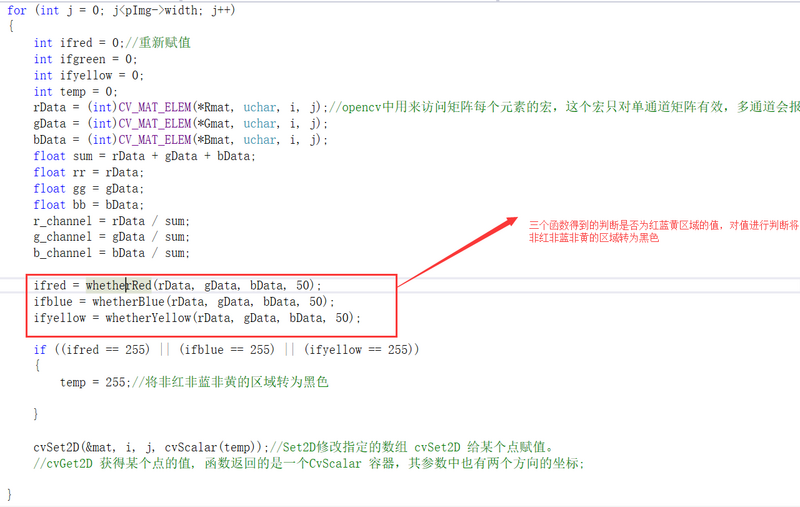 for (int j = 0; j<pImg->width; j++)
{
int ifred = 0;//重新赋值
int ifgreen = 0;
int ifyellow = 0;
int temp = 0;
rData = (int)CV_MAT_ELEM(*Rmat, uchar, i, j);//opencv中用来访问矩阵每个元素的宏，这个宏只对单通道矩阵有效，多通道会报
gData = (int)CV_MAT_ELEM(*Gmat, uchar, i, j);
bData = (int)CV_MAT_ELEM(*Bmat, uchar, i, j);
float sum = rData + gData + bData;
float rr = rData;
float gg = gData;
float bb = bData;
r_channel = rData / sum;
g_channel = gData / sum;
b_channel = bData / sum;
三个函数得到的判断是否为红蓝黄区域的值，对值进行判断将
非红非蓝非黄的区域转为黑色
ifred = whetherRed(rData, gData, bData, 50);
ifblue = whetherBlue(rData, gData, bData, 50);
ifyellow = whetherYellow(rData, gData, bData, 50);
if ((ifred == 255) || (ifblue == 255) || (ifyellow == 255))
{
temp = 255;//将非红非蓝非黄的区域转为黑色
}
cvSet2D(&mat, i, j, cvScalar(temp));//Set2D修改指定的数组 cvSet2D 给某个点赋值。
//cvGet2D 获得某个点的值, 函数返回的是一个CvScalar 容器，其参数中也有两个方向的坐标;
}